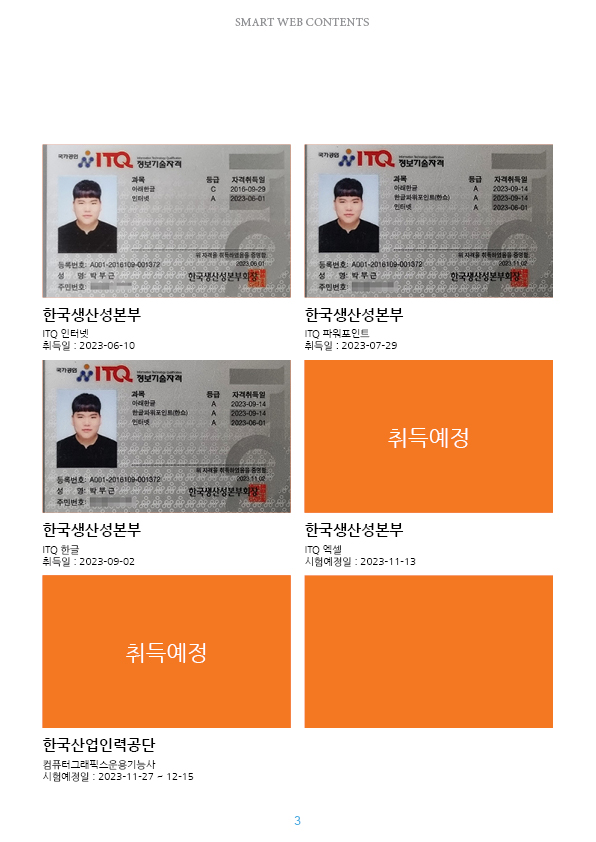 SMART WEB CONTENTS
국가공인 ITQ Information Technology Qualification 정보기술자격
과목 등급 자격취득일
아래한글 C 2016-09-29
인터넷 A 2023-06-01
위 자격을 취득하였음을 증명함.
2023.06.01
등록번호: A001-2016109-001372
성 명: 박 무 근
한국생산성본부회장
주민번호:
국가공인 ITQ Information Technology Qualification 정보기술자격
과목 등급 자격취득일
아래한글 A 2023-09-14
한글파워포인트(한쇼) A 2023-09-14
인터넷 A 2023-06-01
위 자격을 취득하였음을 증명함.
2023.11.02
등록번호: A001-2016109-001372
성 명: 박 무 근
한국생산성본부회장
주민번호:
한국생산성본부
ITQ 인터넷
취득일 : 2023-06-10
한국생산성본부
ITQ 파워포인트
취득일 : 2023-07-29
국가공인 ITQ Information Technology Qualification 정보기술자격
과목 등급 자격취득일
아래한글 A 2023-09-14
한글파워포인트(한쇼) A 2023-09-14
인터넷 A 2023-06-01
위 자격을 취득하였음을 증명함.
2023.11.02
등록번호: A001-2016109-001372
성 명: 박 무 근
한국생산성본부회장
주민번호:
취득예정
한국생산성본부
ITQ 한글
취득일 : 2023-09-02
한국생산성본부
ITQ 엑셀
시험예정일 : 2023-11-13
취득예정
한국산업인력공단
컴퓨터그래픽스운용기능사
시험예정일 : 2023-11-27 ~ 12-15
3